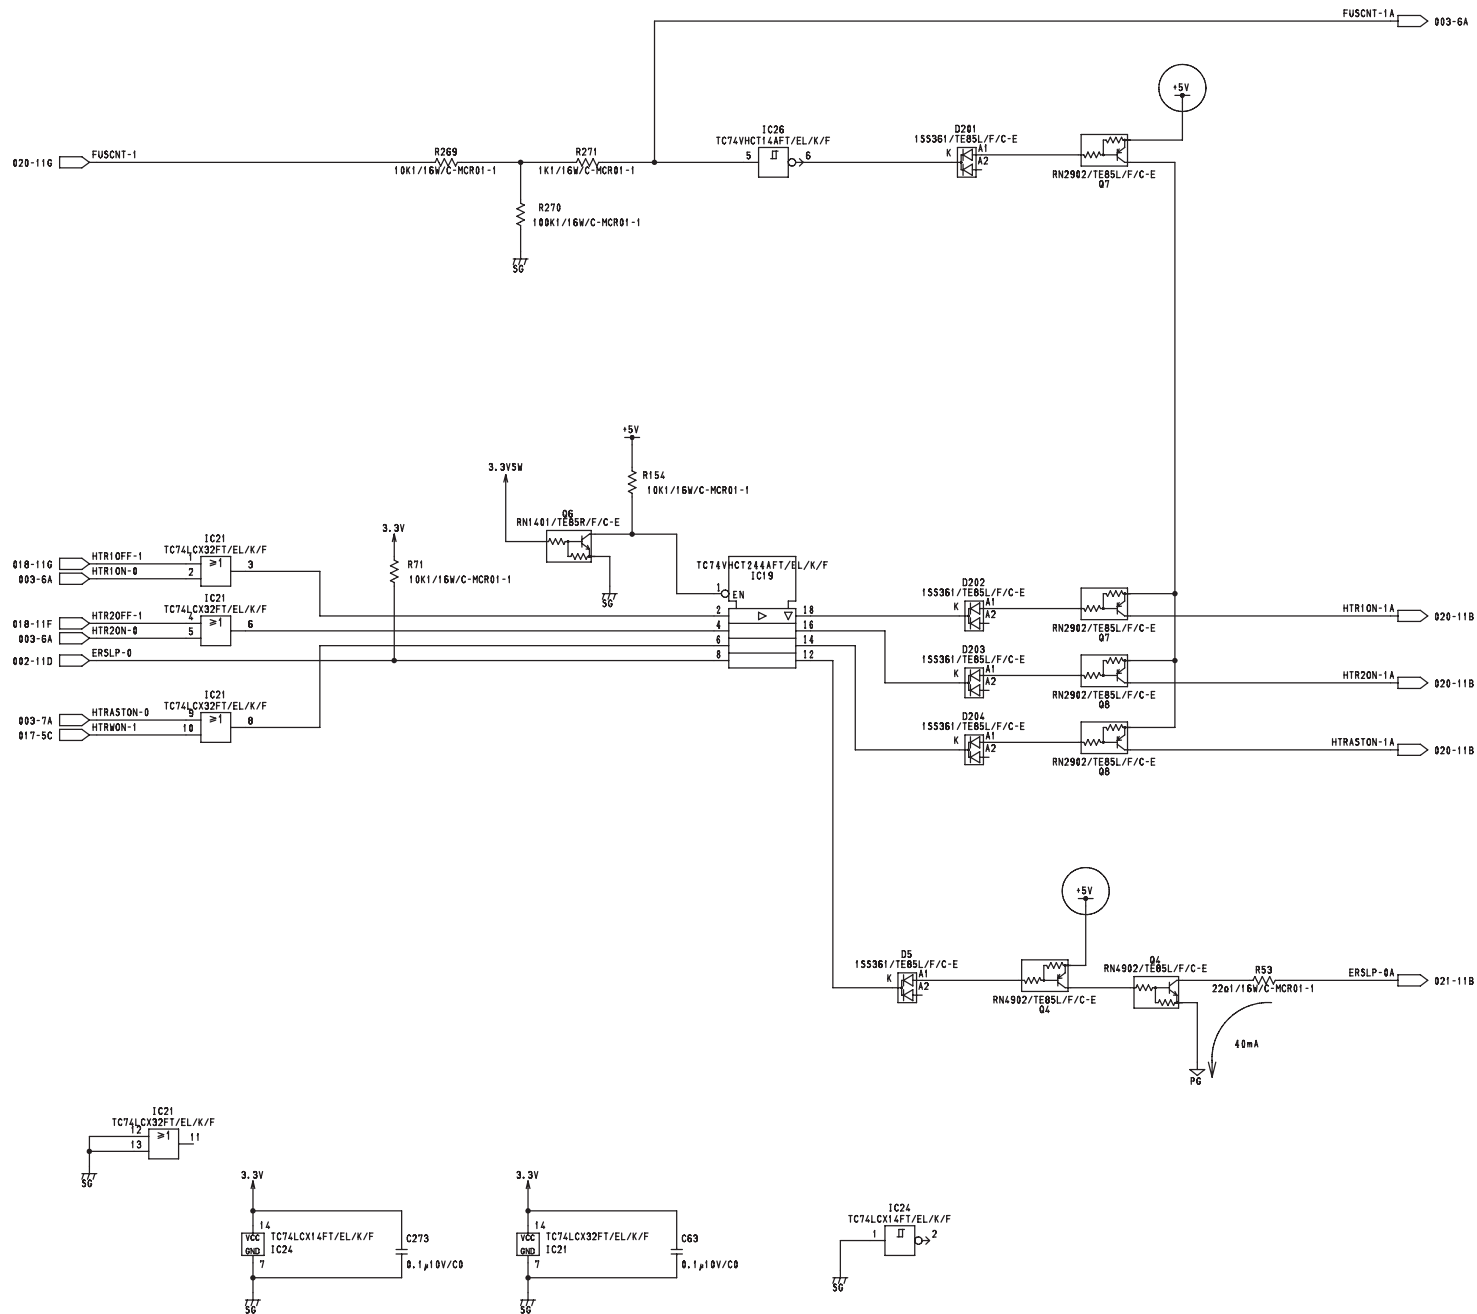 FUSCNT-1A
003-6A
+5V
020-11G
FUSCNT-1
R269
10K1/16W/C-MCR01-1
R271
1K1/16W/C-MCR01-1
R270
100K1/16W/C-MCR01-1
SG
IC26
TC74VHCT14AFT/EL/K/F
5
6
D201
1SS361/TE85L/F/C-E
K
A1
A2
RN2902/TE85L/F/C-E
Q7
+5V
R154
10K1/16W/C-MCR01-1
3.3VSW
Q6
RN1401/TE85R/F/C-E
SG
3.3V
R71
10K1/16W/C-MCR01-1
018-11G
HTR1OFF-1
003-6A
HTR1ON-0
IC21
TC74LCX32FT/EL/K/F
1
2
≥1
3
018-11F
HTR2OFF-1
003-6A
HTR2ON-0
IC21
TC74LCX32FT/EL/K/F
4
5
≥1
6
002-11D
ERSLP-0
003-7A
HTRASTON-0
017-5C
HTRWON-1
IC21
TC74LCX32FT/EL/K/F
9
10
≥1
8
TC74VHCT244AFT/EL/K/F
IC19
1
EN
2
18
4
16
6
14
8
12
D202
1SS361/TE85L/F/C-E
K
A1
A2
RN2902/TE85L/F/C-E
Q7
HTR1ON-1A
020-11B
D203
1SS361/TE85L/F/C-E
K
A1
A2
RN2902/TE85L/F/C-E
Q8
HTR2ON-1A
020-11B
D204
1SS361/TE85L/F/C-E
K
A1
A2
RN2902/TE85L/F/C-E
Q8
HTRASTON-1A
020-11B
+5V
D5
1SS361/TE85L/F/C-E
K
A1
A2
RN4902/TE85L/F/C-E
Q4
Q4
RN4902/TE85L/F/C-E
R53
22o1/16W/C-MCR01-1
ERSLP-0A
021-11B
40mA
PG
IC21
TC74LCX32FT/EL/K/F
12
13
≥1
11
SG
3.3V
14
VCC
GND
TC74LCX14FT/EL/K/F
IC24
7
C273
0.1μ10V/C0
SG
3.3V
14
VCC
GND
TC74LCX32FT/EL/K/F
IC21
7
C63
0.1μ10V/C0
SG
IC24
TC74LCX14FT/EL/K/F
1
2
SG